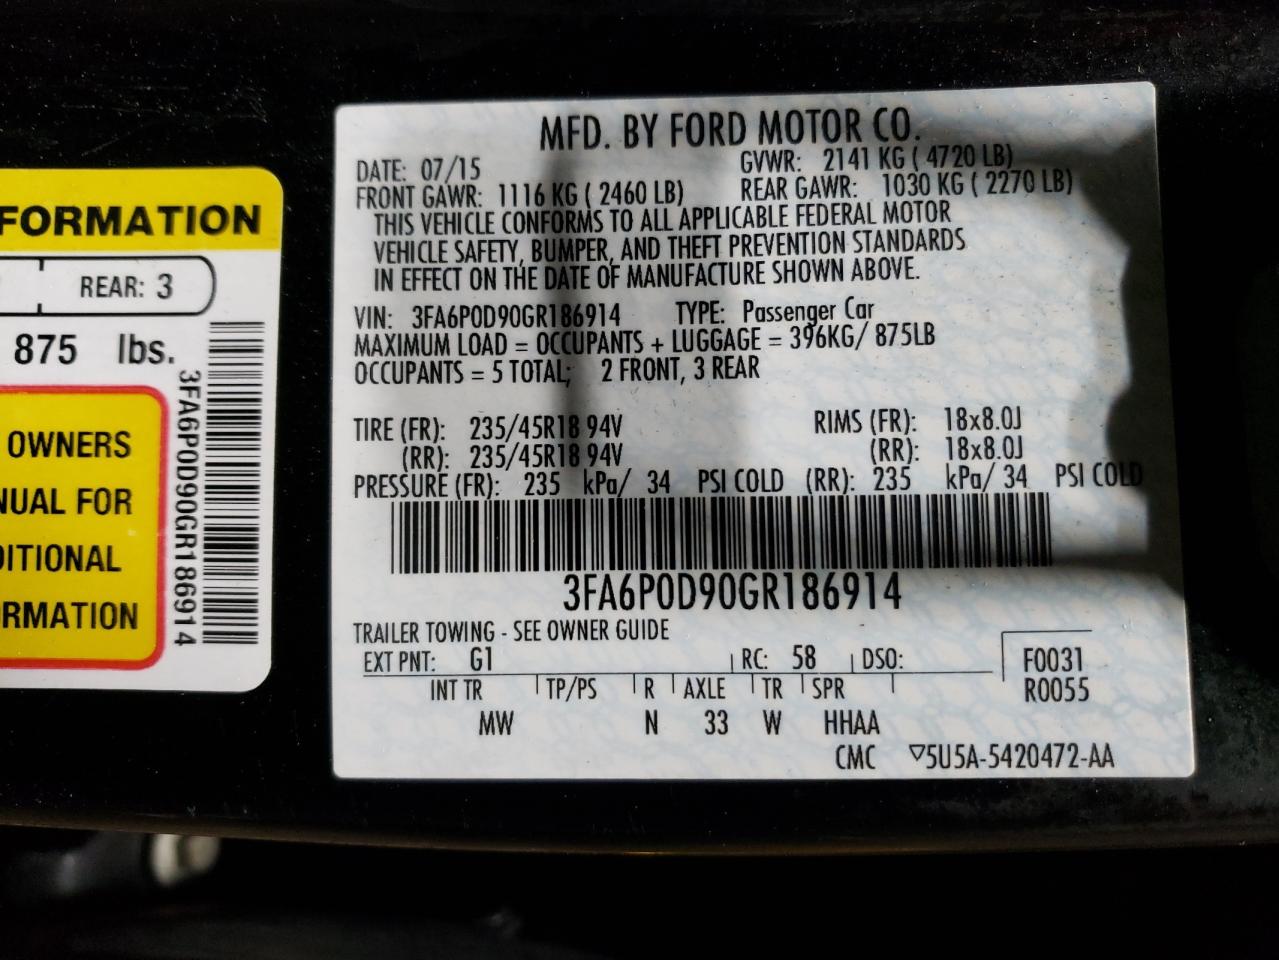 FORMATION
REAR: 3
875 lbs.
OWNERS
NUAL FOR
DITIONAL
ORMATION
3FA6P0D90GR186914
MFD. BY FORD MOTOR CO.
DATE: 07/15 GVWR: 2141 KG ( 4720 LB)
FRONT GAWR: 1116 KG ( 2460 LB) REAR GAWR: 1030 KG ( 2270 LB)
THIS VEHICLE CONFORMS TO ALL APPLICABLE FEDERAL MOTOR
VEHICLE SAFETY, BUMPER, AND THEFT PREVENTION STANDARDS
IN EFFECT ON THE DATE OF MANUFACTURE SHOWN ABOVE.
VIN: 3FA6P0D90GR186914 TYPE: Passenger Car
MAXIMUM LOAD = OCCUPANTS + LUGGAGE = 396KG/ 875LB
OCCUPANTS = 5 TOTAL; 2 FRONT, 3 REAR
TIRE (FR): 235/45R18 94V RIMS (FR): 18x8.0J
(RR): 235/45R18 94V (RR): 18x8.0J
PRESSURE (FR): 235 kPa/ 34 PSI COLD (RR): 235 kPa/ 34 PSI COLD
3FA6P0D90GR186914
TRAILER TOWING - SEE OWNER GUIDE
EXT PNT: G1 RC: 58 DSO: F0031
INT TR TP/PS R AXLE TR SPR R0055
MW N 33 W HHAA
CMC ▽5U5A-5420472-AA